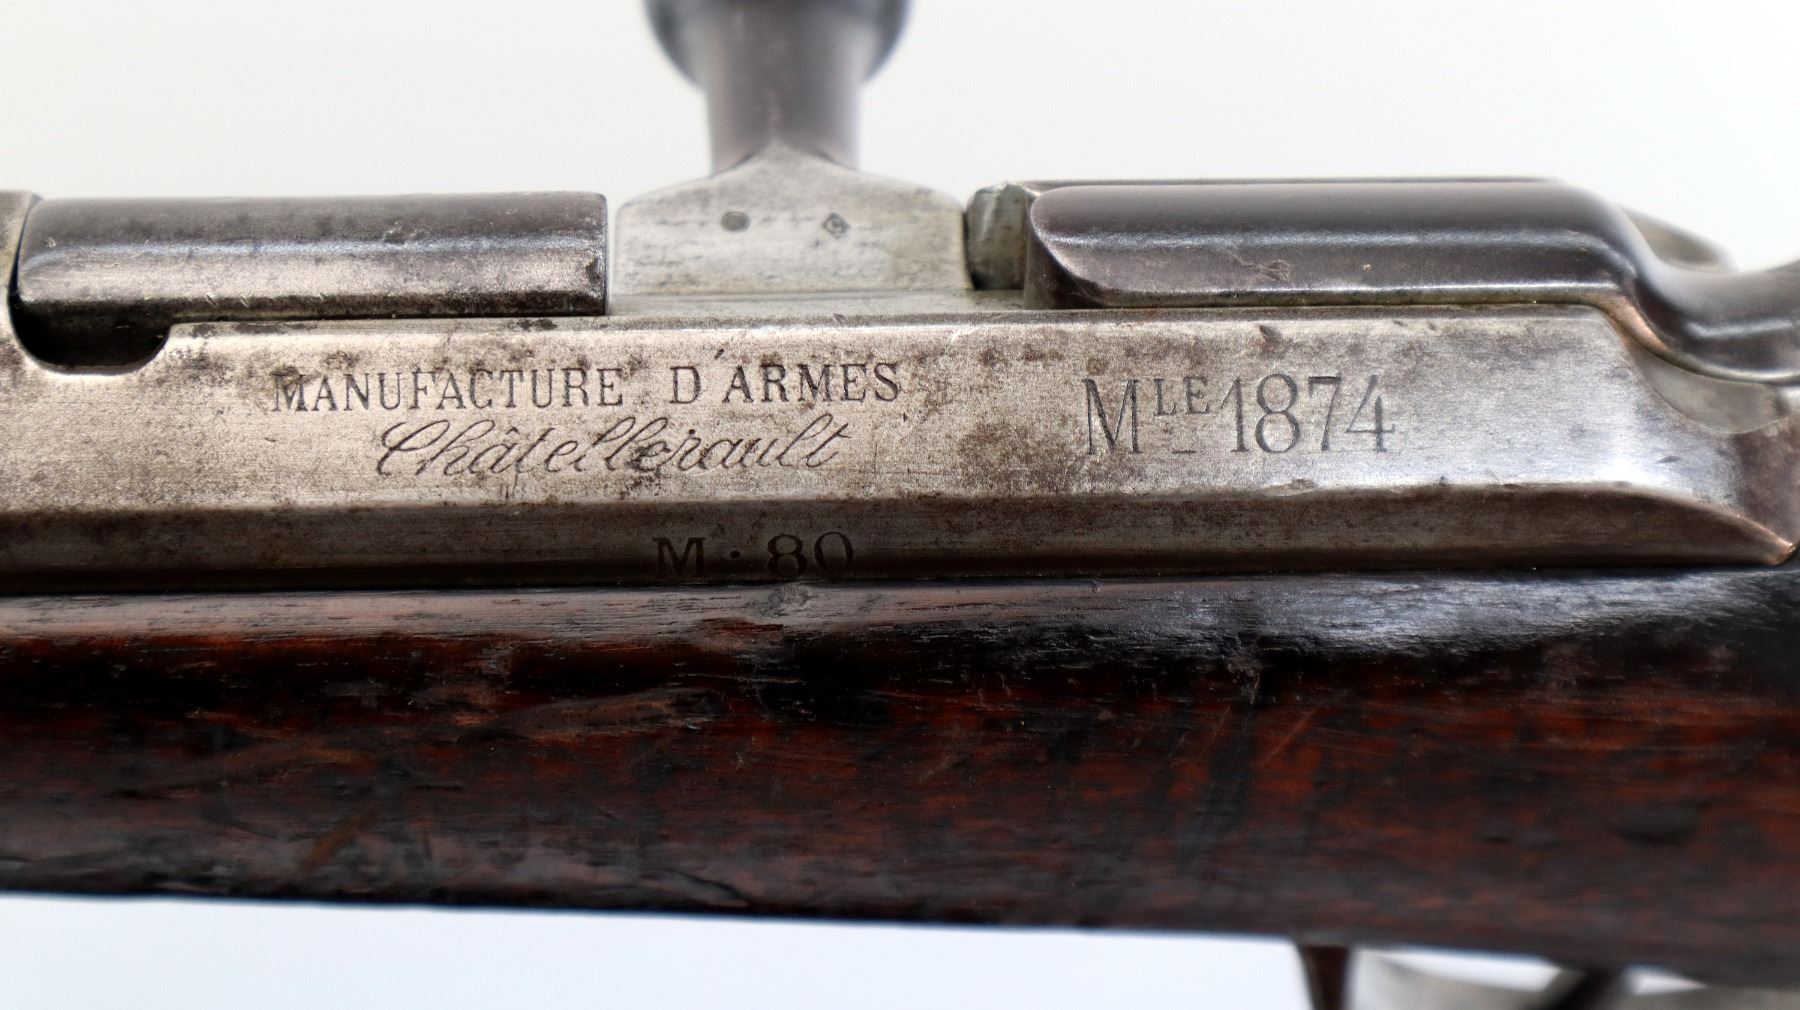 MANUFACTURE D'ARMES
Châtellerault
MLE 1874
M·80